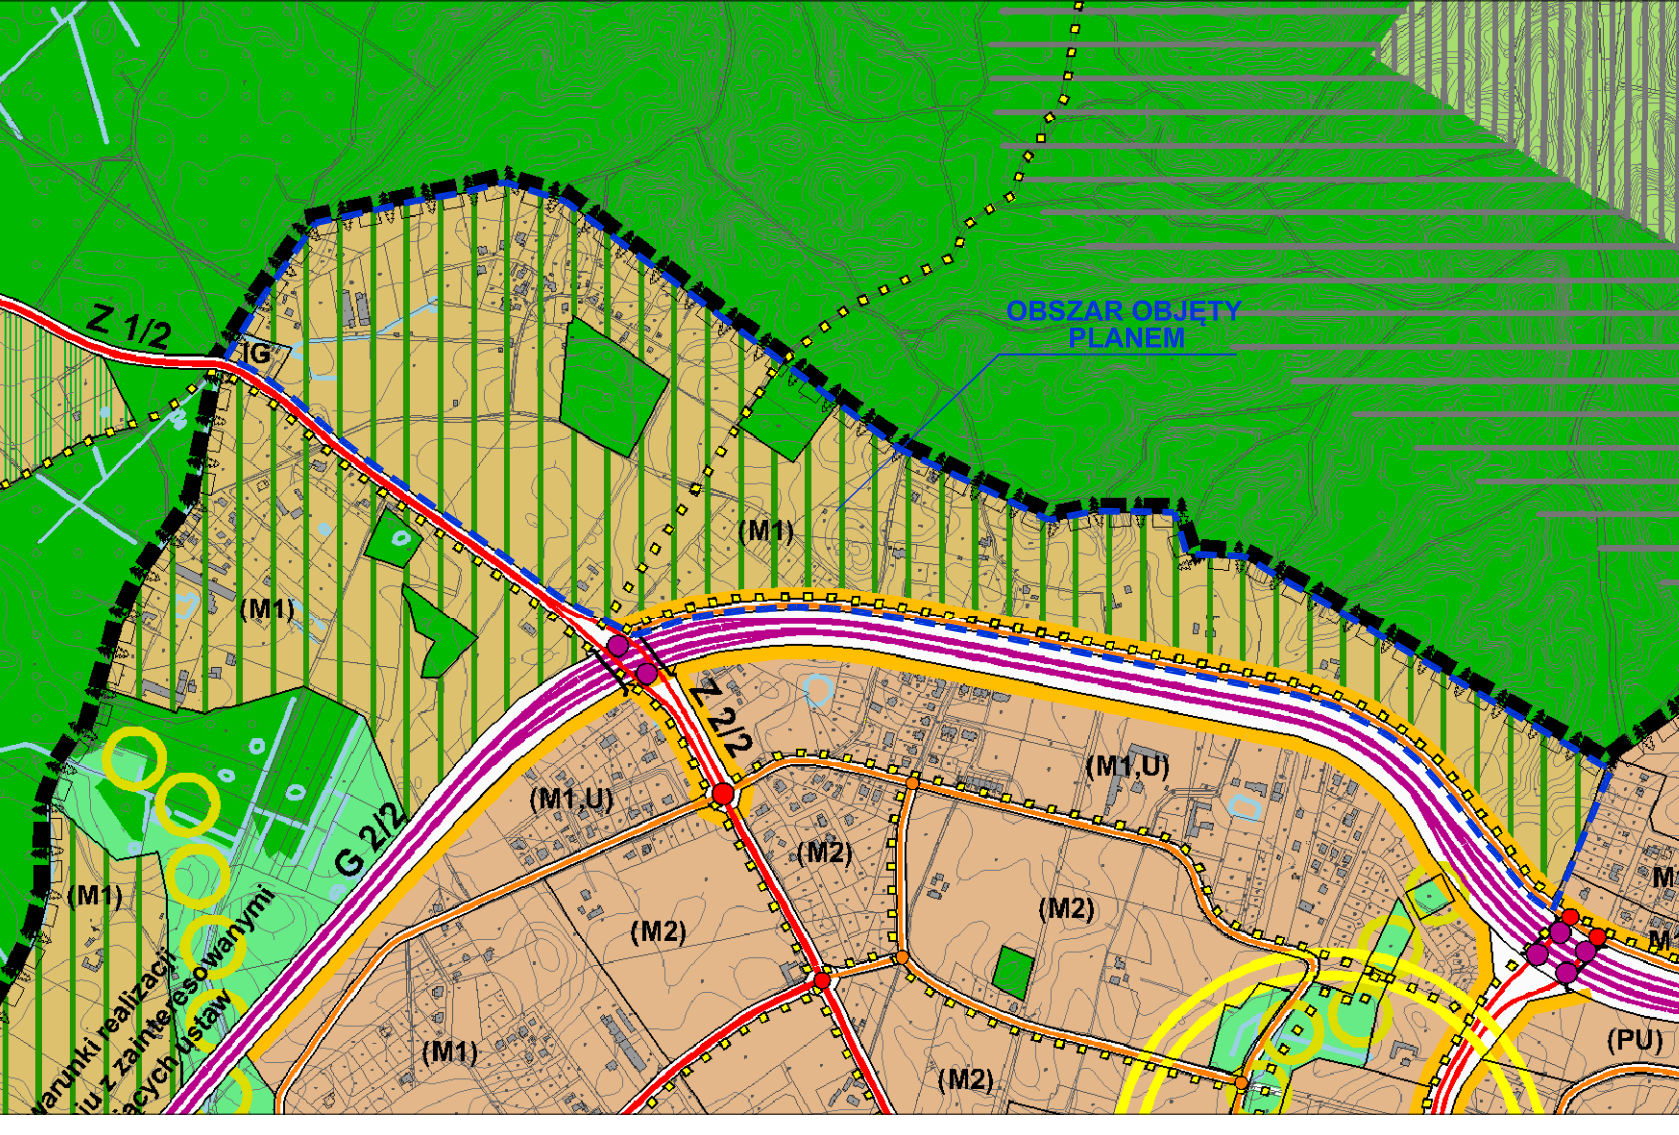 OBSZAR OBJĘTY
PLANEM
Z 1/2
IG
(M1)
(M1)
Z 2/2
(M1,U)
(M1,U)
G 2/2
(M2)
(M1)
(M2)
(M2)
warunki realizacji
iu z zainteresowanymi
ących ustaw
(M1)
(M2)
(PU)